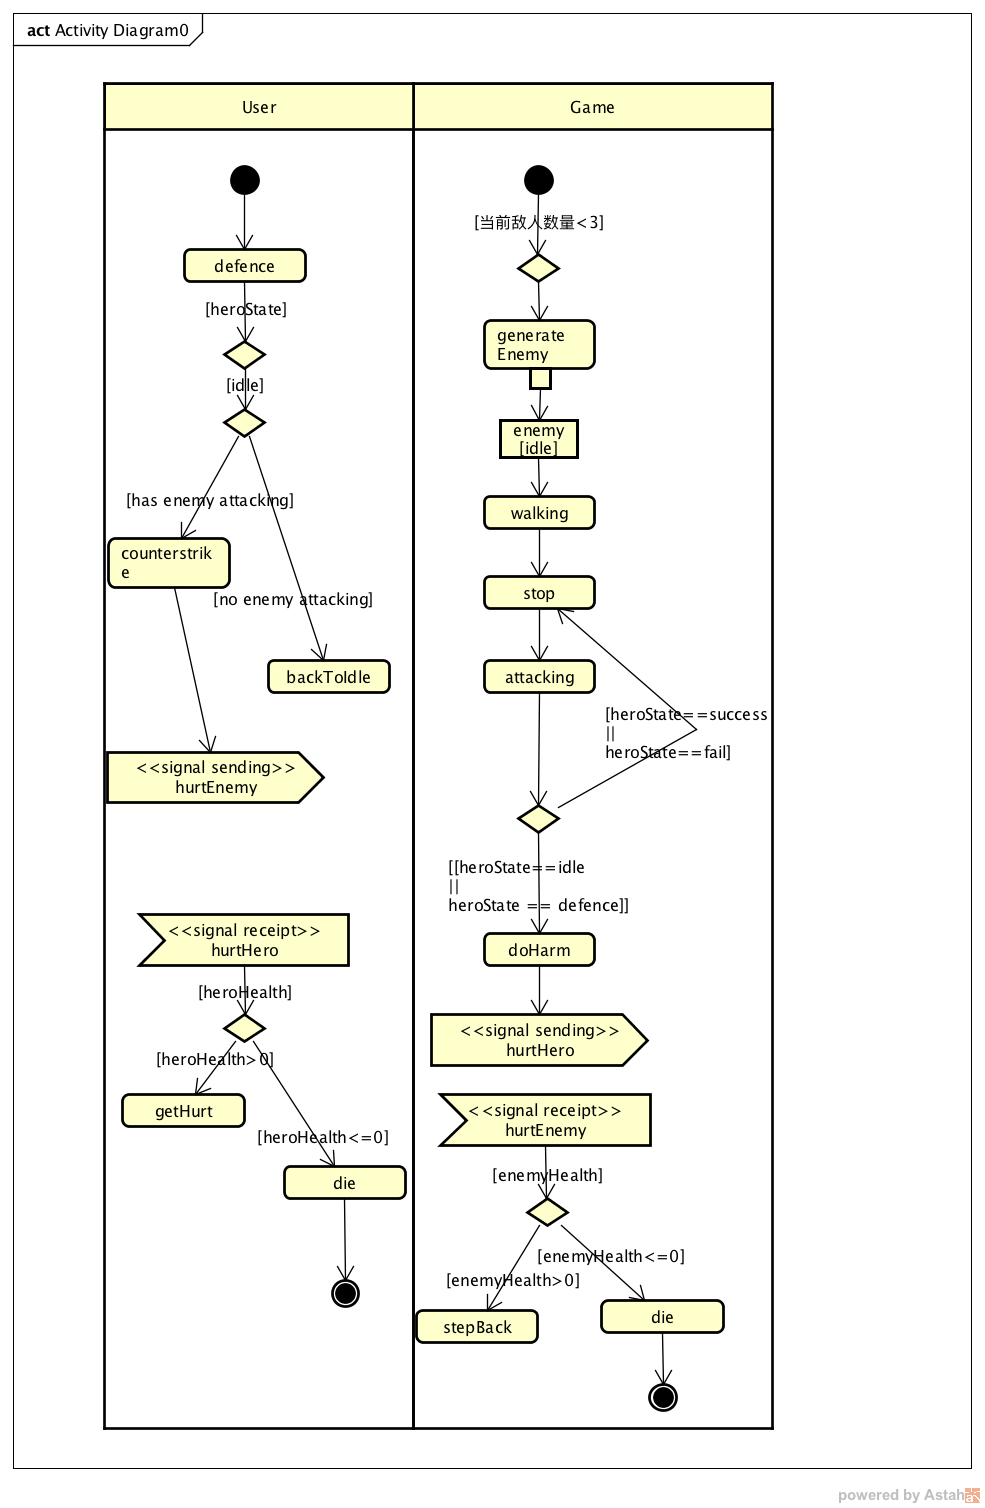 act Activity Diagram0
User
Game
defence
[heroState]
[idle]
[has enemy attacking]
counterstrik
e
[no enemy attacking]
backToIdle
<<signal sending>>
hurtEnemy
<<signal receipt>>
hurtHero
[heroHealth]
[heroHealth>0]
getHurt
[heroHealth<=0]
die
[当前敌人数量<3]
generate
Enemy
enemy
[idle]
walking
stop
attacking
[heroState==success
||
heroState==fail]
[[heroState==idle
||
heroState == defence]]
doHarm
<<signal sending>>
hurtHero
<<signal receipt>>
hurtEnemy
[enemyHealth]
[enemyHealth<=0]
[enemyHealth>0]
stepBack
die
powered by Astah